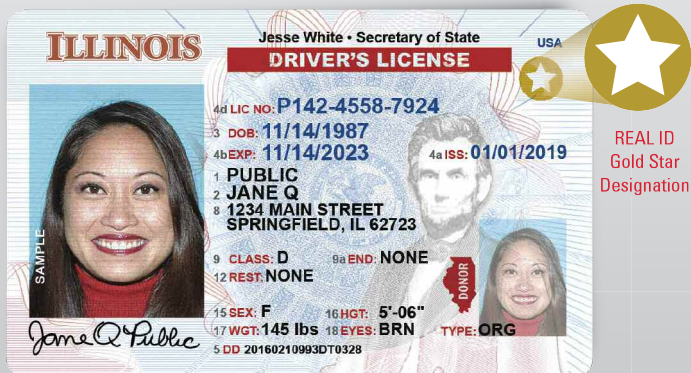 ILLINOIS
Jesse White • Secretary of State
USA
DRIVER'S LICENSE
4d LIC NO: P142-4558-7924
3 DOB: 11/14/1987
4b EXP: 11/14/2023
4a ISS: 01/01/2019
1 PUBLIC
2 JANE Q
8 1234 MAIN STREET
SPRINGFIELD, IL 62723
9 CLASS: D
9a END: NONE
12 REST: NONE
15 SEX: F
16 HGT: 5'-06"
17 WGT: 145 lbs
18 EYES: BRN
TYPE: ORG
5 DD 20160210993DT0328
SAMPLE
Jane Q Public
DONOR
REAL ID
Gold Star
Designation